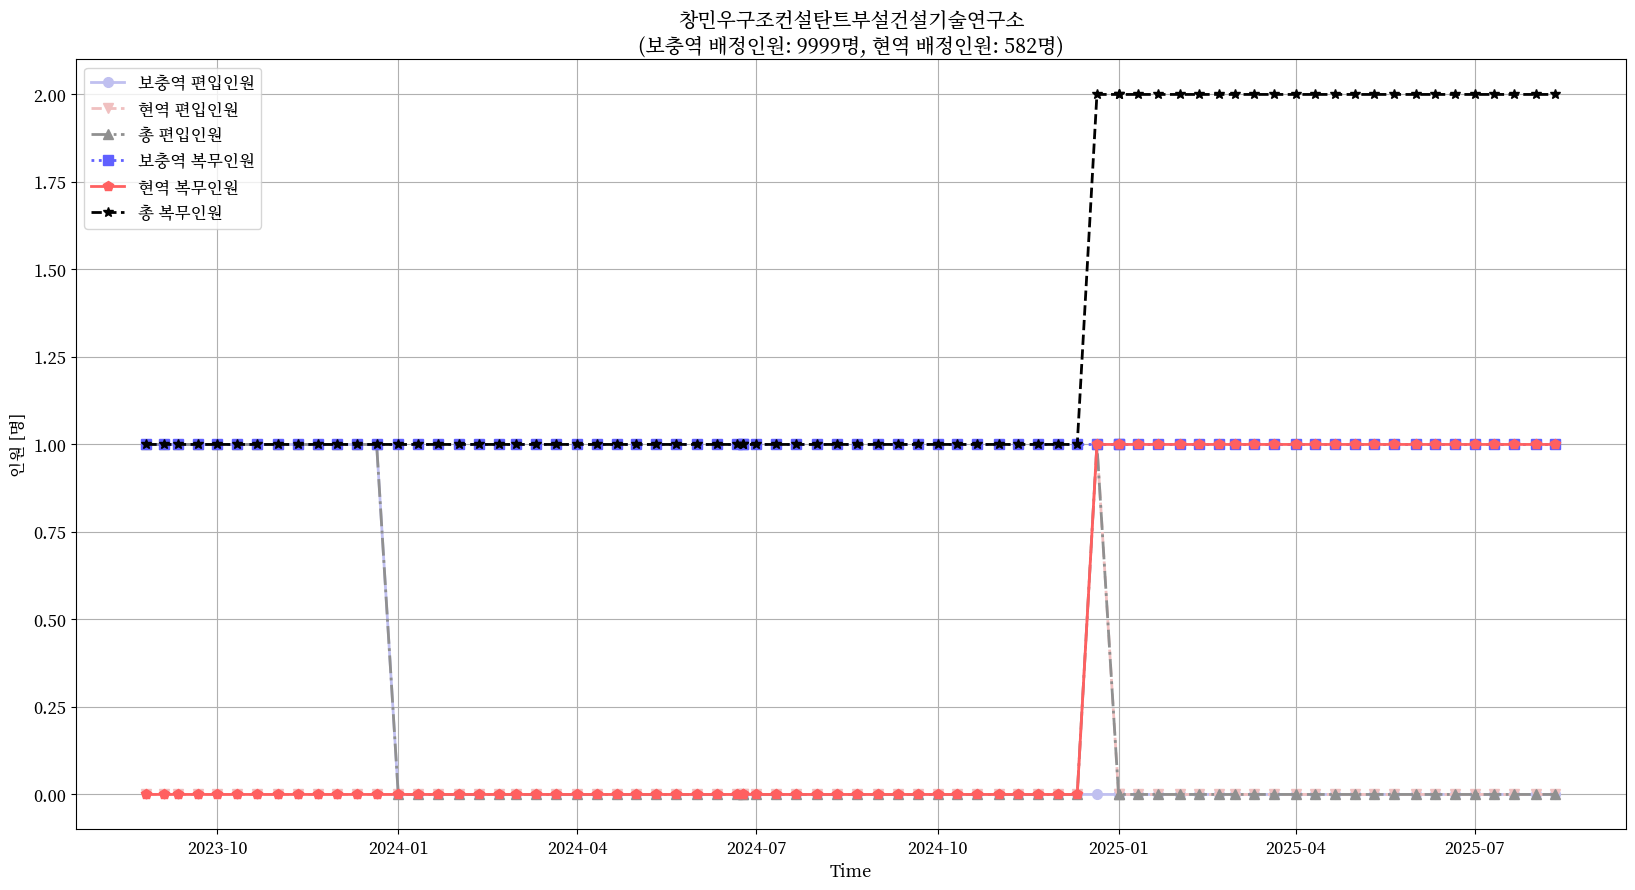 창민우구조컨설탄트부설건설기술연구소
(보충역 배정인원: 9999명, 현역 배정인원: 582명)
보충역 편입인원
현역 편입인원
총 편입인원
보충역 복무인원
현역 복무인원
총 복무인원
2.00
1.75
1.50
1.25
1.00
0.75
0.50
0.25
0.00
인원 [명]
2023-10
2024-01
2024-04
2024-07
2024-10
2025-01
2025-04
2025-07
Time